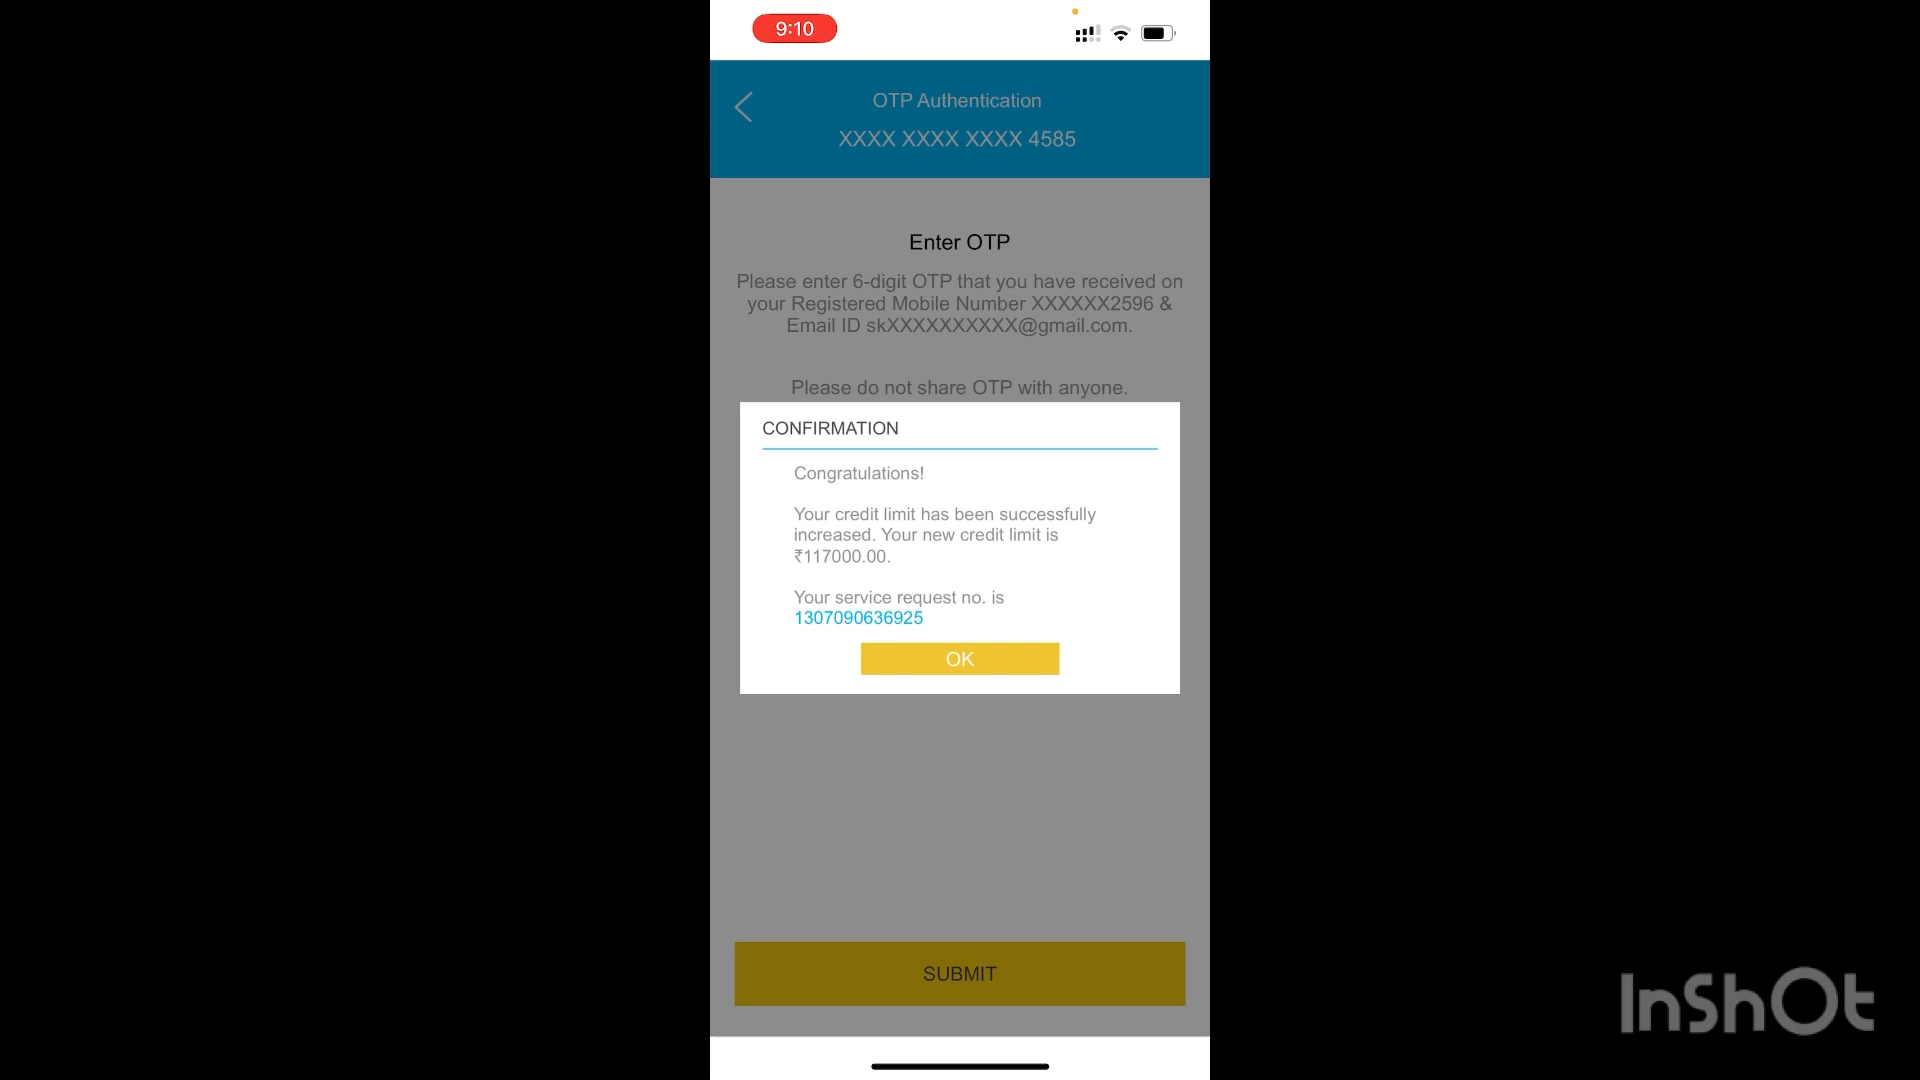 9:10
OTP Authentication
XXXX XXXX XXXX 4585
Enter OTP
Please enter 6-digit OTP that you have received on
your Registered Mobile Number XXXXXX2596 &
Email ID skXXXXXXXXXX@gmail.com.
Please do not share OTP with anyone.
CONFIRMATION
Congratulations!
Your credit limit has been successfully
increased. Your new credit limit is
₹117000.00.
Your service request no. is
1307090636925
OK
SUBMIT
InShOt